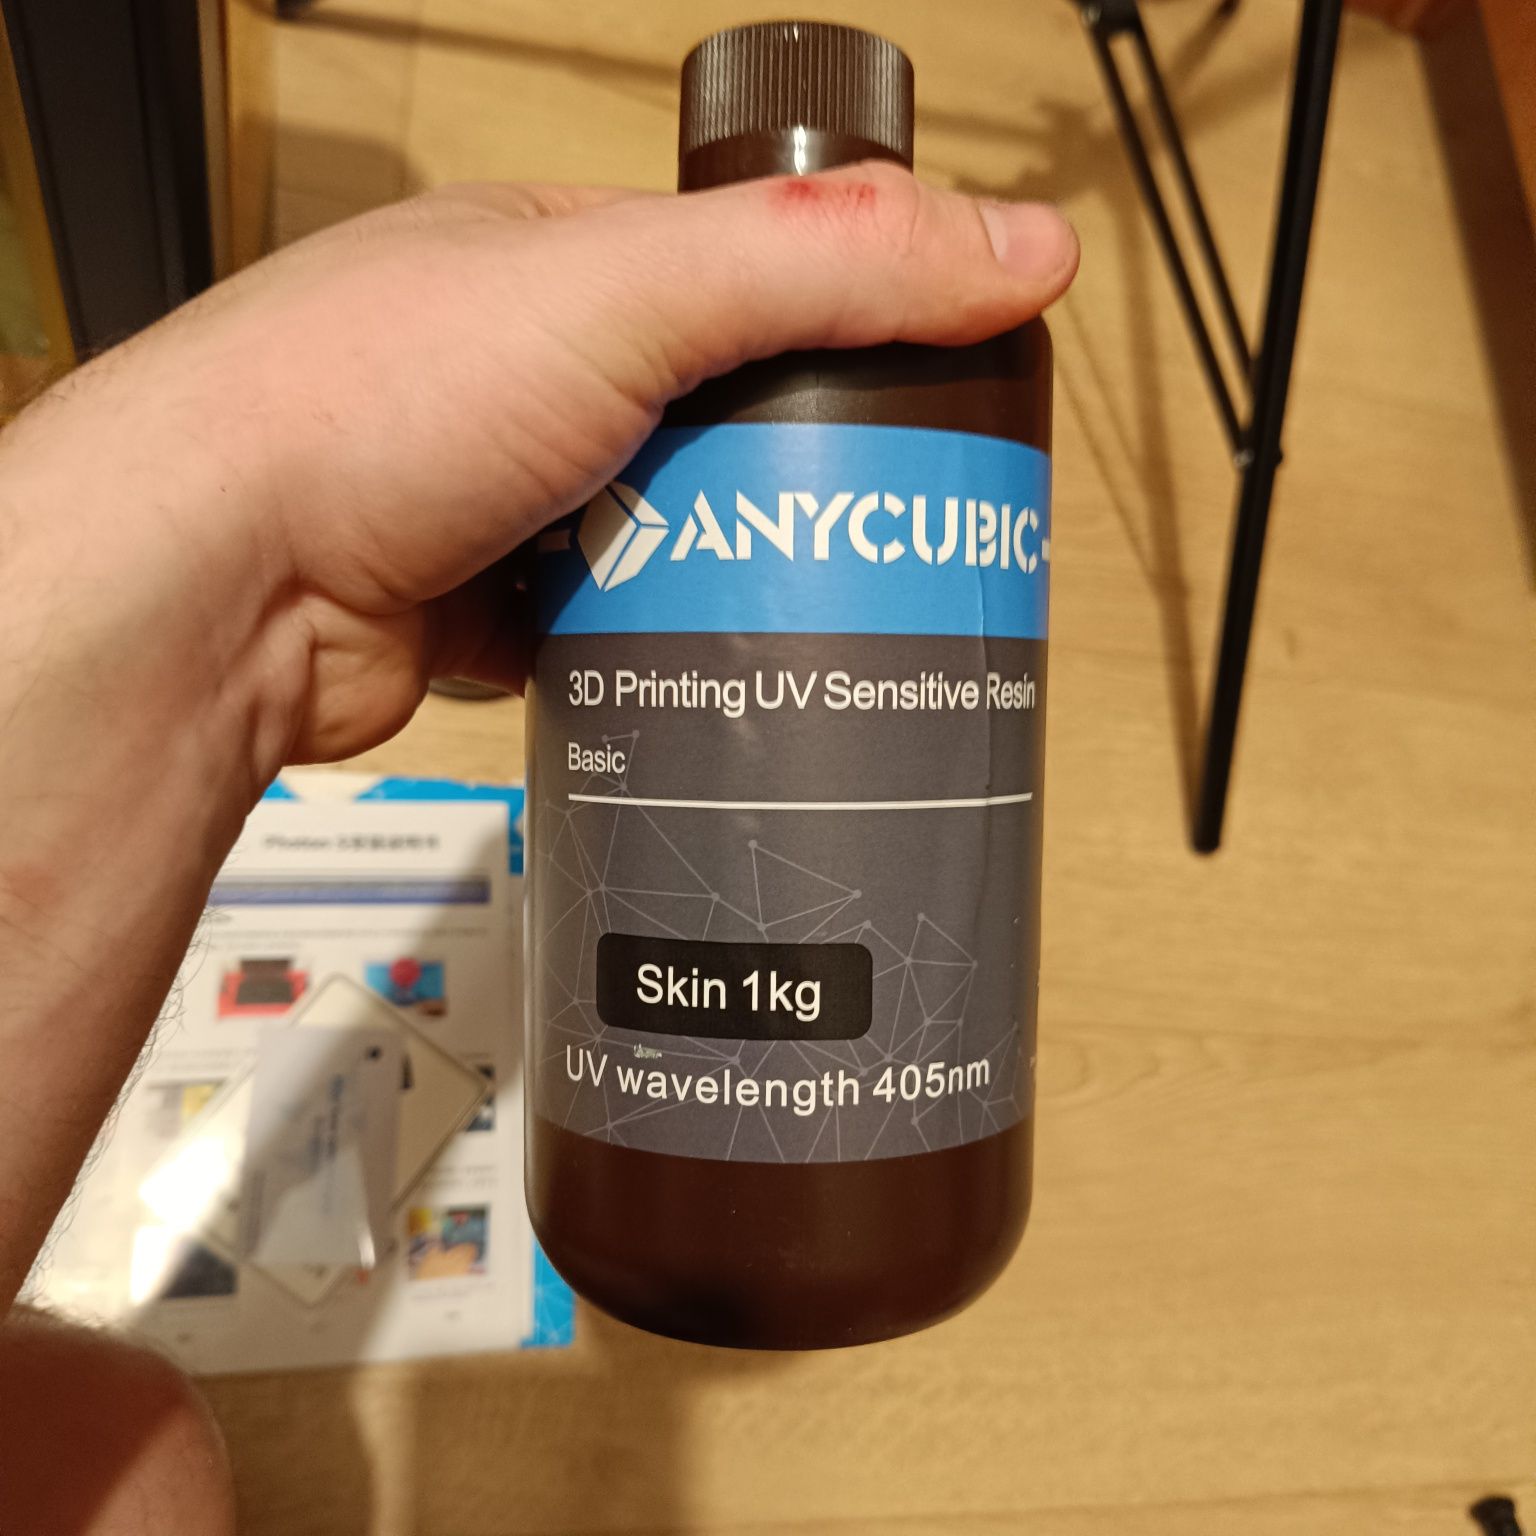 ANYCUBIC
3D Printing UV Sensitive Resin
Basic
Skin 1kg
UV wavelength 405nm